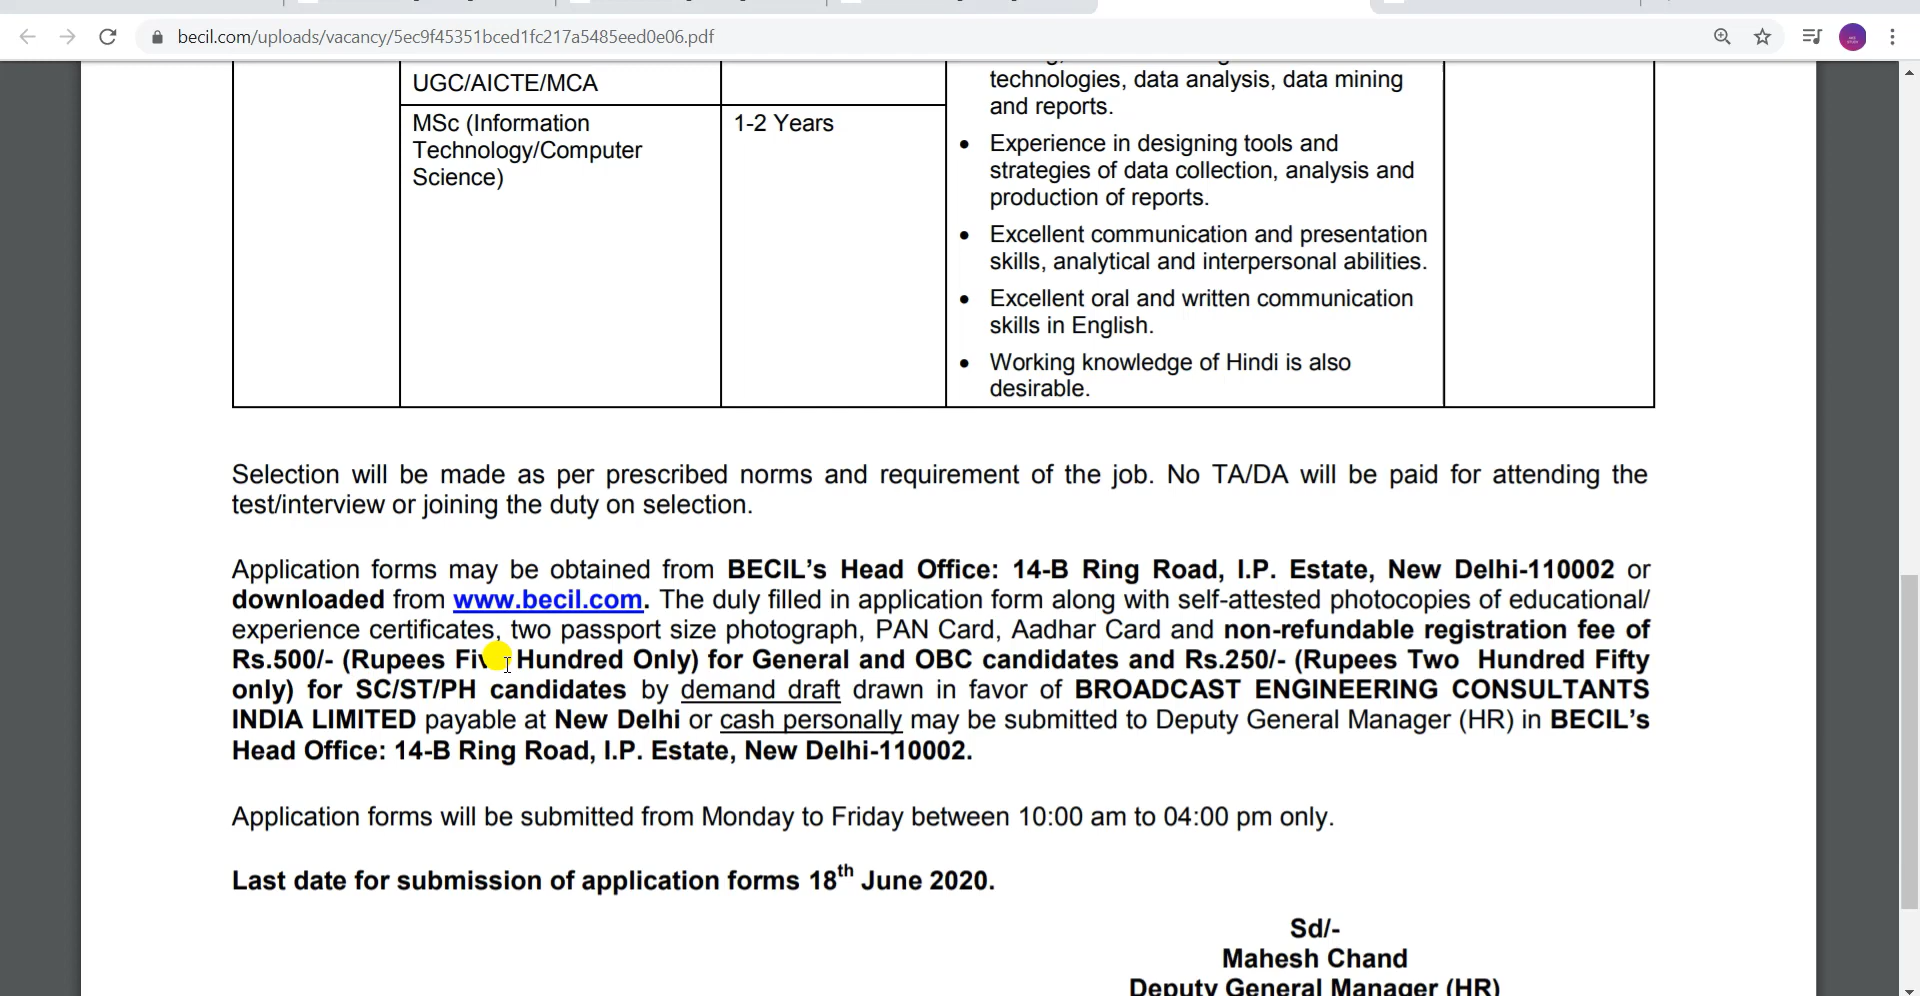 becil.com/uploads/vacancy/5ec9f45351bced1fc217a5485eed0e06.pdf
UGC/AICTE/MCA
technologies, data analysis, data mining
and reports.
MSc (Information
Technology/Computer
Science)
1-2 Years
• Experience in designing tools and
strategies of data collection, analysis and
production of reports.
• Excellent communication and presentation
skills, analytical and interpersonal abilities.
• Excellent oral and written communication
skills in English.
• Working knowledge of Hindi is also
desirable.
Selection will be made as per prescribed norms and requirement of the job. No TA/DA will be paid for attending the
test/interview or joining the duty on selection.
Application forms may be obtained from BECIL's Head Office: 14-B Ring Road, I.P. Estate, New Delhi-110002 or
downloaded from www.becil.com. The duly filled in application form along with self-attested photocopies of educational/
experience certificates, two passport size photograph, PAN Card, Aadhar Card and non-refundable registration fee of
Rs.500/- (Rupees Five Hundred Only) for General and OBC candidates and Rs.250/- (Rupees Two Hundred Fifty
only) for SC/ST/PH candidates by demand draft drawn in favor of BROADCAST ENGINEERING CONSULTANTS
INDIA LIMITED payable at New Delhi or cash personally may be submitted to Deputy General Manager (HR) in BECIL's
Head Office: 14-B Ring Road, I.P. Estate, New Delhi-110002.
Application forms will be submitted from Monday to Friday between 10:00 am to 04:00 pm only.
Last date for submission of application forms 18th June 2020.
Sd/-
Mahesh Chand
Deputy General Manager (HR)